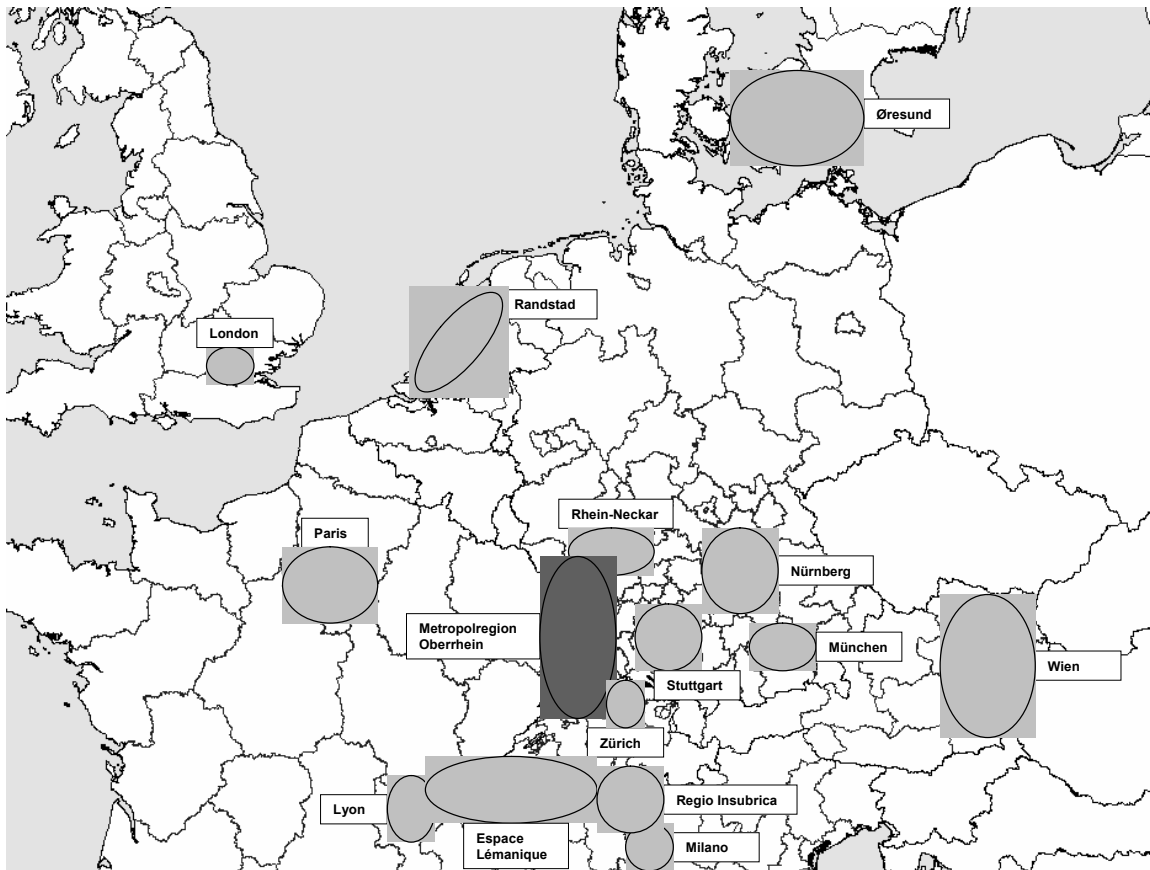 Øresund
Randstad
London
Rhein-Neckar
Paris
Nürnberg
Metropolregion
Oberrhein
München
Wien
Stuttgart
Zürich
Lyon
Regio Insubrica
Espace
Lémanique
Milano